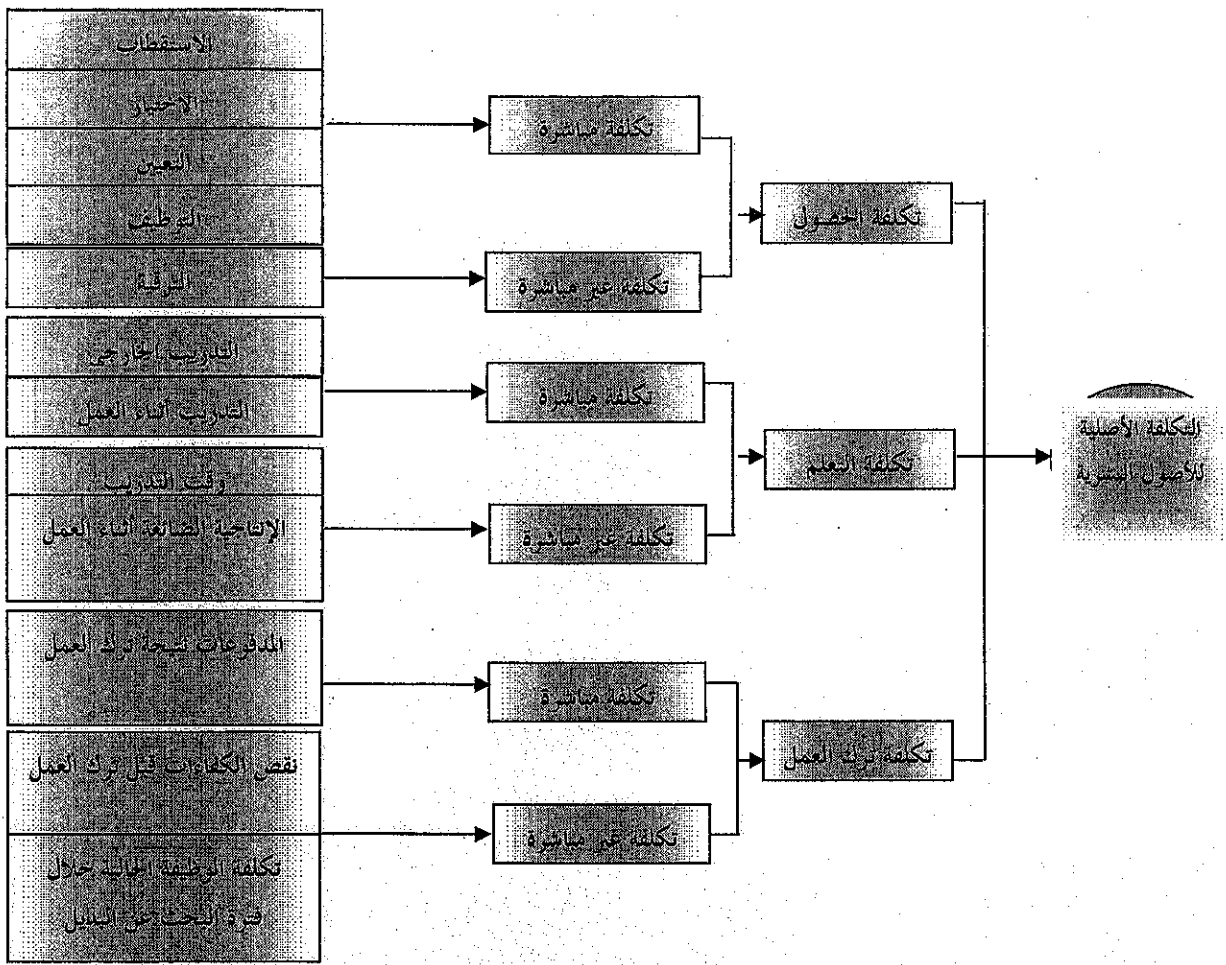 الاستقطاب
الاختيار
التعيين
التوظيف
الترقية
التدريب الخارجي
التدريب أثناء العمل
وقت التدريب
الإنتاجية الضائعة أثناء العمل
المدفوعات نتيجة ترك العمل
نقص الكفاءات قبل ترك العمل
تكلفة الوظيفة الخالية خلال
فترة البحث عن البديل
تكلفة مباشرة
تكلفة غير مباشرة
تكلفة مباشرة
تكلفة غير مباشرة
تكلفة مباشرة
تكلفة غير مباشرة
تكلفة الحصول
تكلفة التعلم
تكلفة ترك العمل
التكلفة الأصلية
للأصول البشرية